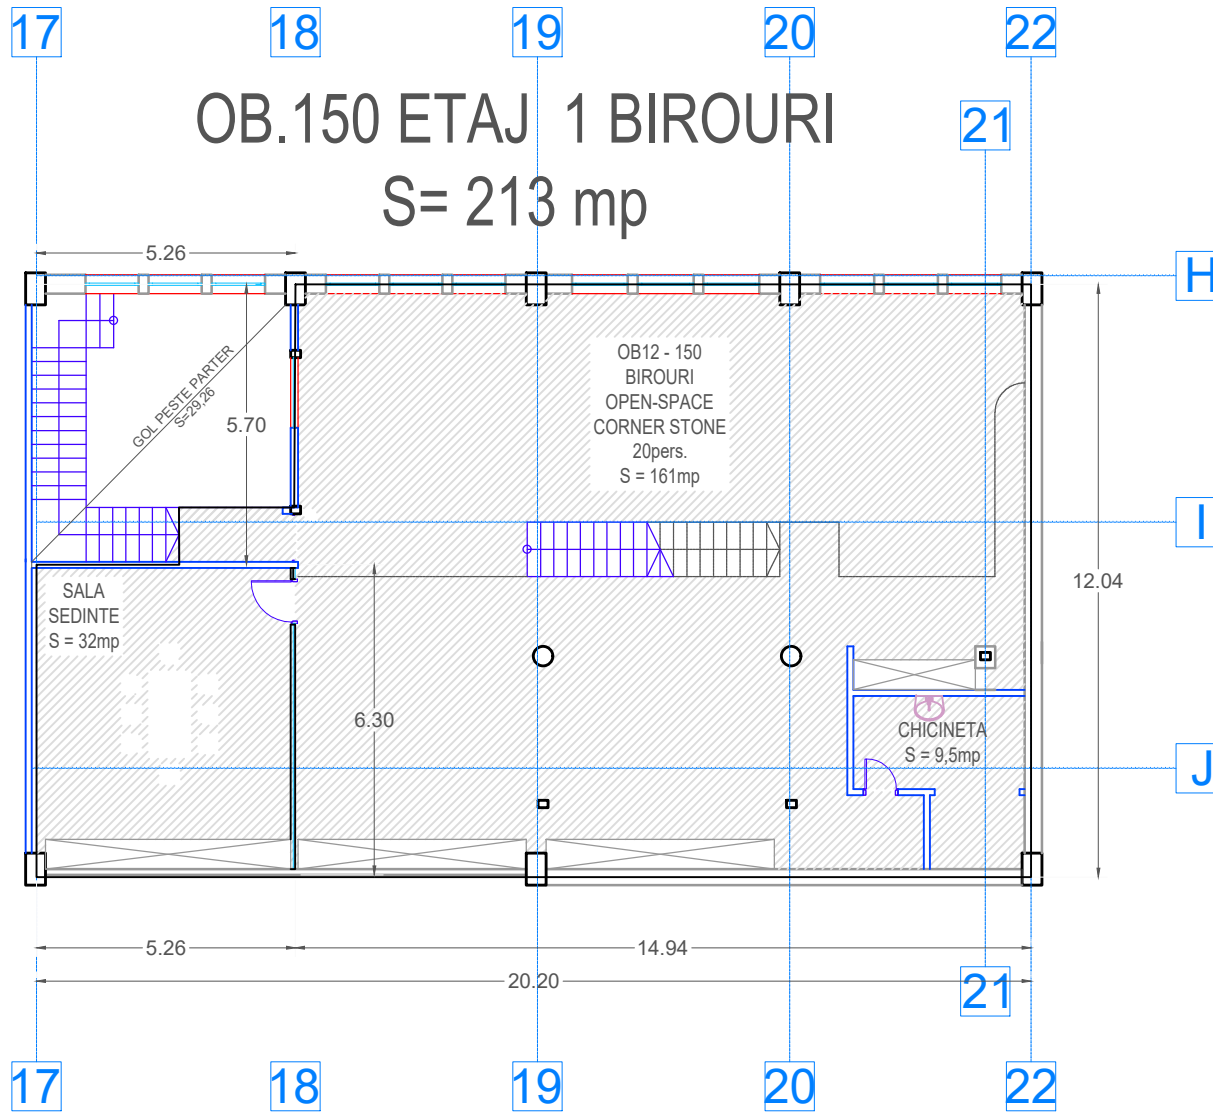 17 18 19 20 22
OB.150 ETAJ 1 BIROURI
21
S= 213 mp
5.26
H
GOL PESTE PARTER
S=29,26
5.70
OB12 - 150
BIROURI
OPEN-SPACE
CORNER STONE
20pers.
S = 161mp
I
12.04
SALA
SEDINTE
S = 32mp
6.30
CHICINETA
S = 9,5mp
J
5.26 14.94
20.20
21
17 18 19 20 22